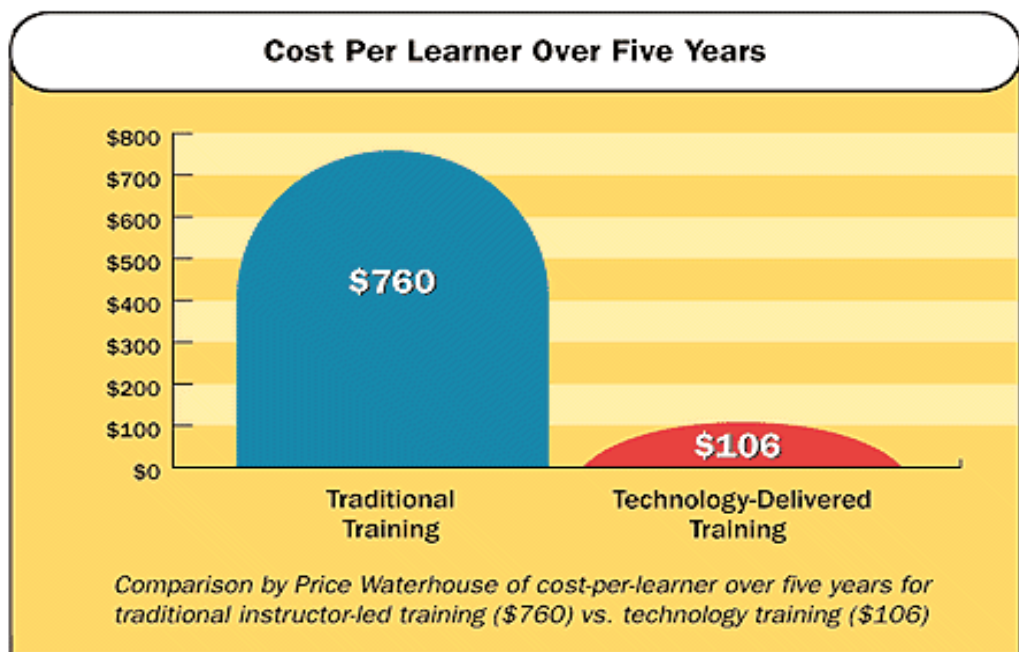 Cost Per Learner Over Five Years
$800
$700
$600
$500
$400
$300
$200
$100
$0
$760
$106
Traditional
Training
Technology-Delivered
Training
Comparison by Price Waterhouse of cost-per-learner over five years for
traditional instructor-led training ($760) vs. technology training ($106)